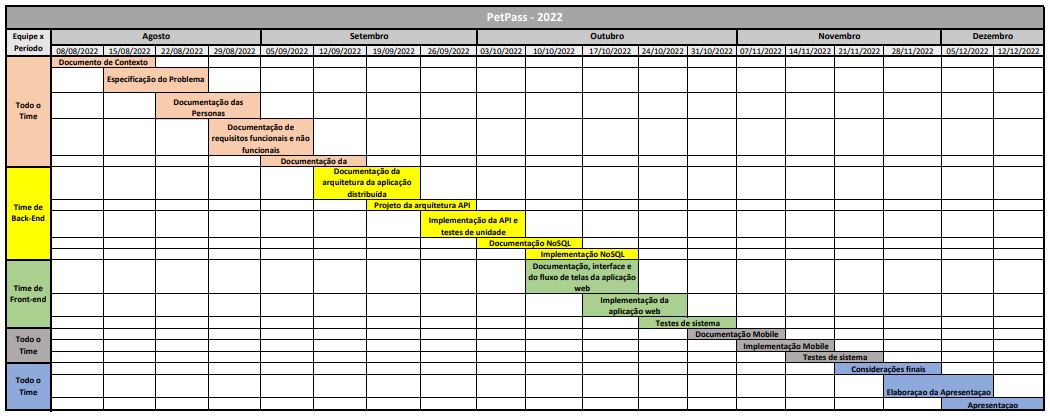 PetPass - 2022
Equipe x
Período
Agosto
Setembro
Outubro
Novembro
Dezembro
08/08/2022 15/08/2022 22/08/2022 29/08/2022 05/09/2022 12/09/2022 19/09/2022 26/09/2022 03/10/2022 10/10/2022 17/10/2022 24/10/2022 31/10/2022 07/11/2022 14/11/2022 21/11/2022 28/11/2022 05/12/2022 12/12/2022
Todo o
Time
Documento de Contexto
Especificação do Problema
Documentação das
Personas
Documentação de
requisitos funcionais e não
funcionais
Documentação da
Time de
Back-End
Documentação da
arquitetura da aplicação
distribuída
Projeto da arquitetura API
Implementação da API e
testes de unidade
Documentação NoSQL
Implementação NoSQL
Time de
Front-end
Documentação, interface e
do fluxo de telas da aplicação
web
Implementação da
aplicação web
Testes de sistema
Todo o
Time
Documentação Mobile
Implementação Mobile
Testes de sistema
Todo o
Time
Considerações finais
Elaboraçao da Apresentaçao
Apresentaçao